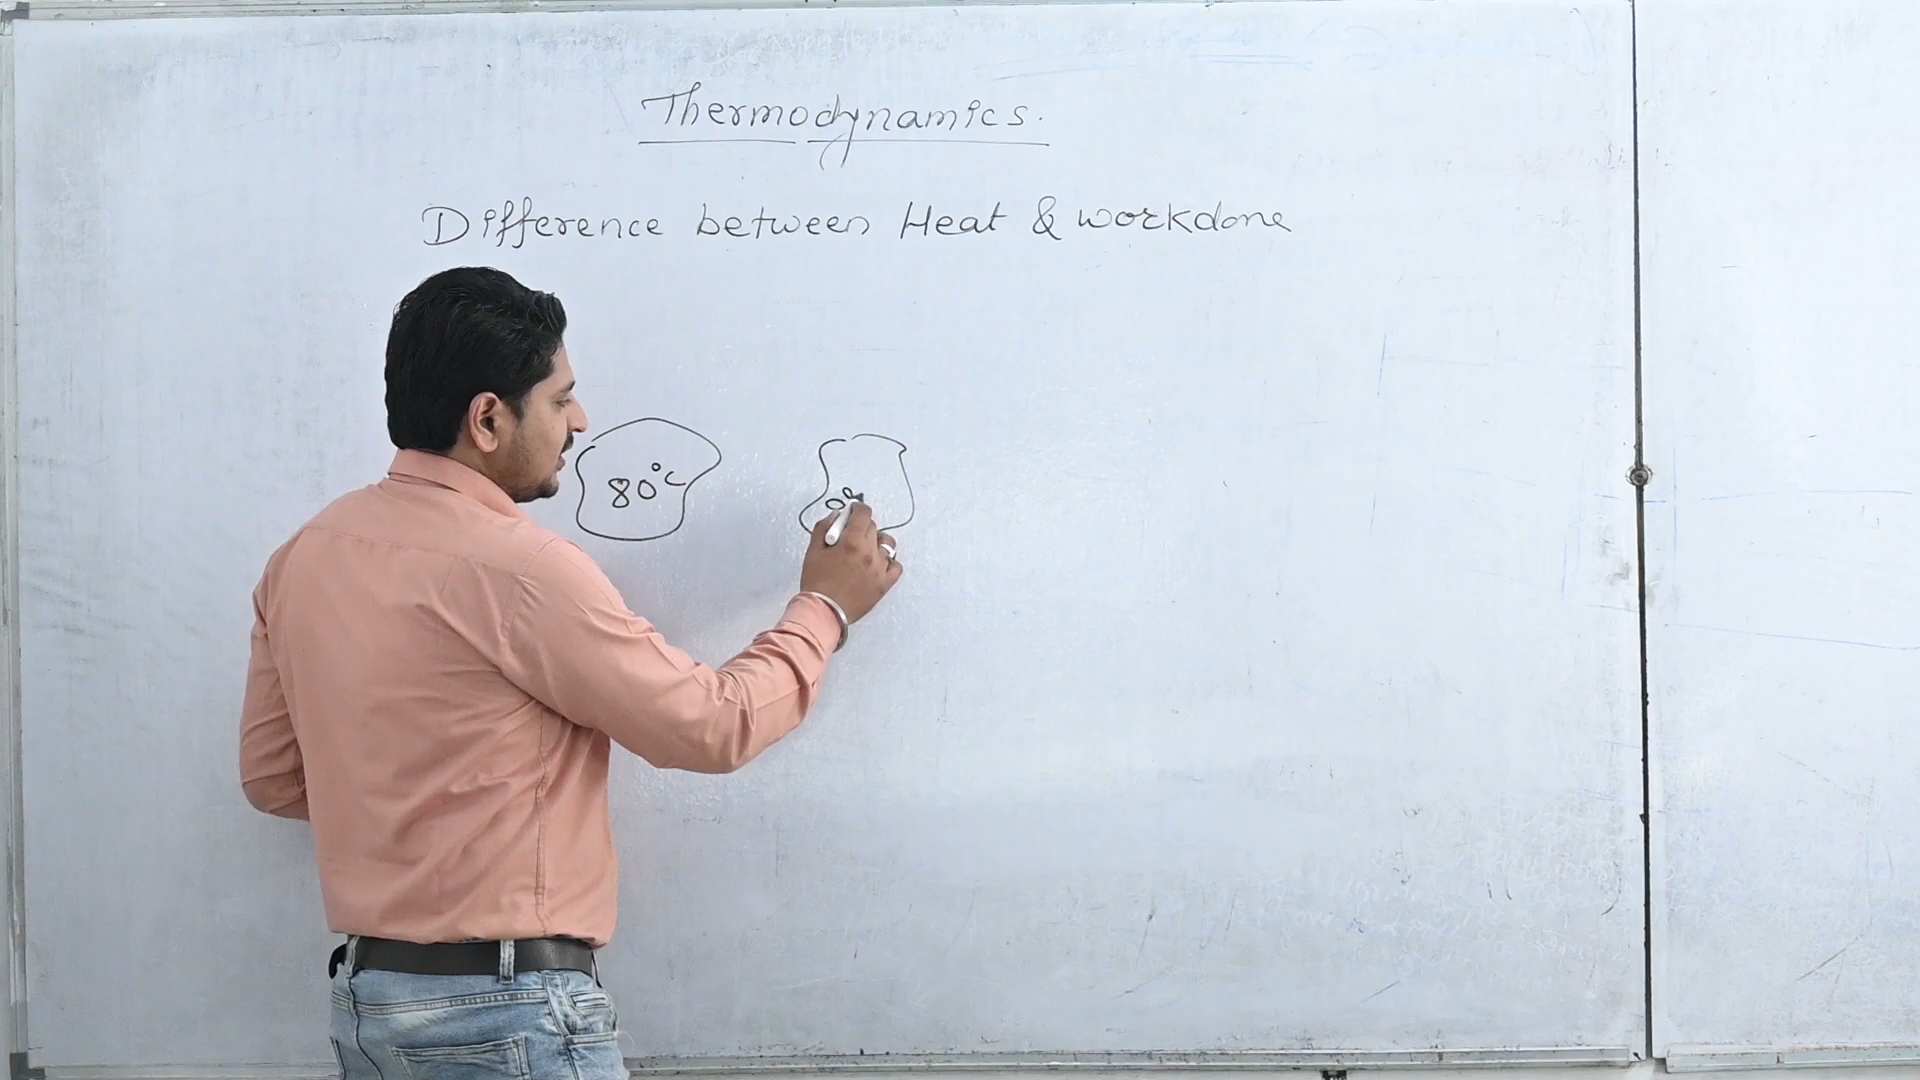 Thermodynamics.
Difference between Heat & workdone
80°C